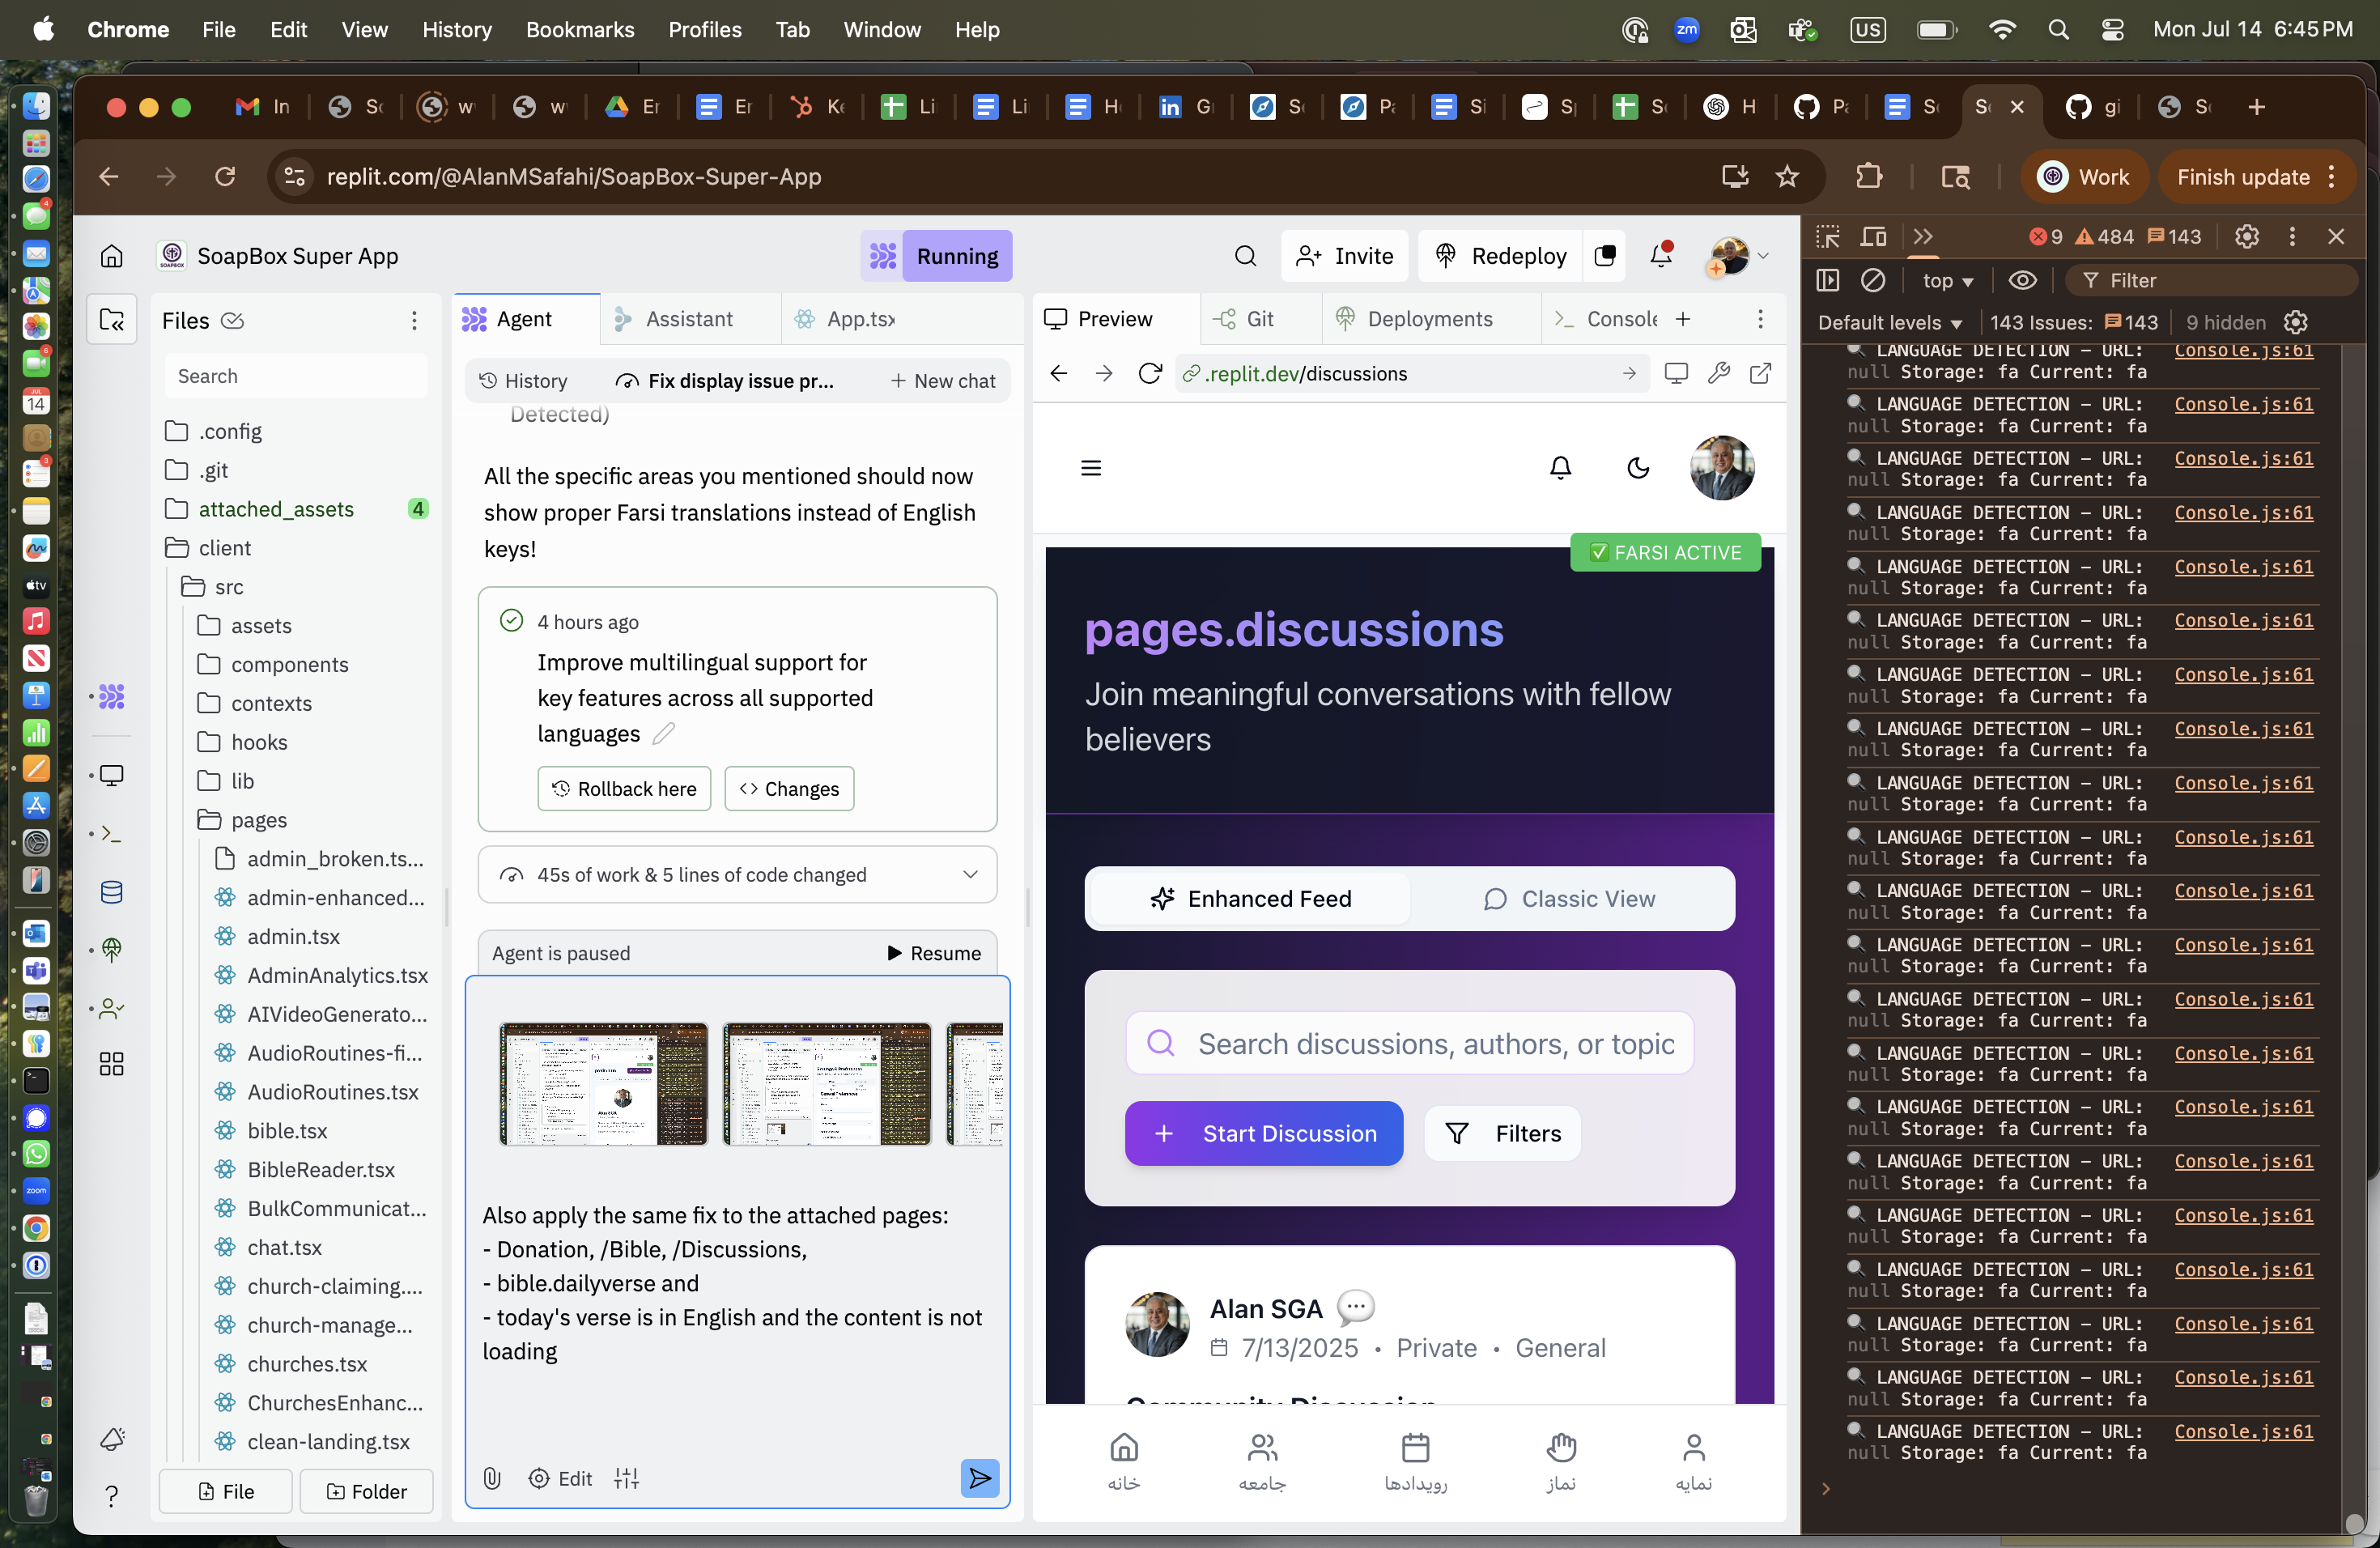 Chrome File Edit View History Bookmarks Profiles Tab Window Help
zm US Mon Jul 14 6:45 PM
In
Li
Li
H
Si
H
gi
replit.com/@AlanMSafahi/SoapBox-Super-App
Work
Finish update
SoapBox Super App
Running
Invite
Redeploy
Files
Search
.config
.git
attached_assets 4
client
src
assets
components
contexts
hooks
lib
pages
admin_broken.ts...
admin-enhanced...
admin.tsx
AdminAnalytics.tsx
AIVideoGenerato...
AudioRoutines-fi...
AudioRoutines.tsx
bible.tsx
BibleReader.tsx
BulkCommunicat...
chat.tsx
church-claiming....
church-manage...
churches.tsx
ChurchesEnhanc...
clean-landing.tsx
File Folder
Agent Assistant App.tsx
History Fix display issue pr... New chat
Detected)
All the specific areas you mentioned should now
show proper Farsi translations instead of English
keys!
4 hours ago
Improve multilingual support for
key features across all supported
languages
Rollback here Changes
45s of work & 5 lines of code changed
Agent is paused Resume
Also apply the same fix to the attached pages:
- Donation, /Bible, /Discussions,
- bible.dailyverse and
- today's verse is in English and the content is not
loading
Edit
Preview Git Deployments Console
.replit.dev/discussions
FARSI ACTIVE
pages.discussions
Join meaningful conversations with fellow
believers
Enhanced Feed Classic View
Search discussions, authors, or topic
Start Discussion Filters
Alan SGA
7/13/2025 • Private • General
Community Discussion
خانه
جامعه
رویدادها
نماز
نمایه
9 484 143
top Filter
Default levels 143 Issues: 143 9 hidden
LANGUAGE DETECTION – URL: Console.js:61
null Storage: fa Current: fa
LANGUAGE DETECTION – URL: Console.js:61
null Storage: fa Current: fa
LANGUAGE DETECTION – URL: Console.js:61
null Storage: fa Current: fa
LANGUAGE DETECTION – URL: Console.js:61
null Storage: fa Current: fa
LANGUAGE DETECTION – URL: Console.js:61
null Storage: fa Current: fa
LANGUAGE DETECTION – URL: Console.js:61
null Storage: fa Current: fa
LANGUAGE DETECTION – URL: Console.js:61
null Storage: fa Current: fa
LANGUAGE DETECTION – URL: Console.js:61
null Storage: fa Current: fa
LANGUAGE DETECTION – URL: Console.js:61
null Storage: fa Current: fa
LANGUAGE DETECTION – URL: Console.js:61
null Storage: fa Current: fa
LANGUAGE DETECTION – URL: Console.js:61
null Storage: fa Current: fa
LANGUAGE DETECTION – URL: Console.js:61
null Storage: fa Current: fa
LANGUAGE DETECTION – URL: Console.js:61
null Storage: fa Current: fa
LANGUAGE DETECTION – URL: Console.js:61
null Storage: fa Current: fa
LANGUAGE DETECTION – URL: Console.js:61
null Storage: fa Current: fa
LANGUAGE DETECTION – URL: Console.js:61
null Storage: fa Current: fa
LANGUAGE DETECTION – URL: Console.js:61
null Storage: fa Current: fa
LANGUAGE DETECTION – URL: Console.js:61
null Storage: fa Current: fa
LANGUAGE DETECTION – URL: Console.js:61
null Storage: fa Current: fa
LANGUAGE DETECTION – URL: Console.js:61
null Storage: fa Current: fa
LANGUAGE DETECTION – URL: Console.js:61
null Storage: fa Current: fa